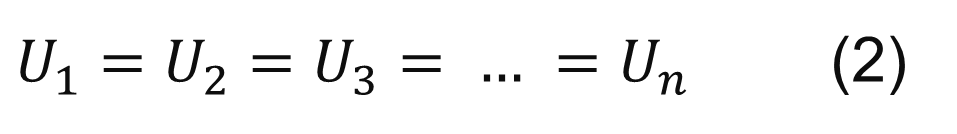 U₁ = U₂ = U₃ = ... = Uₙ (2)